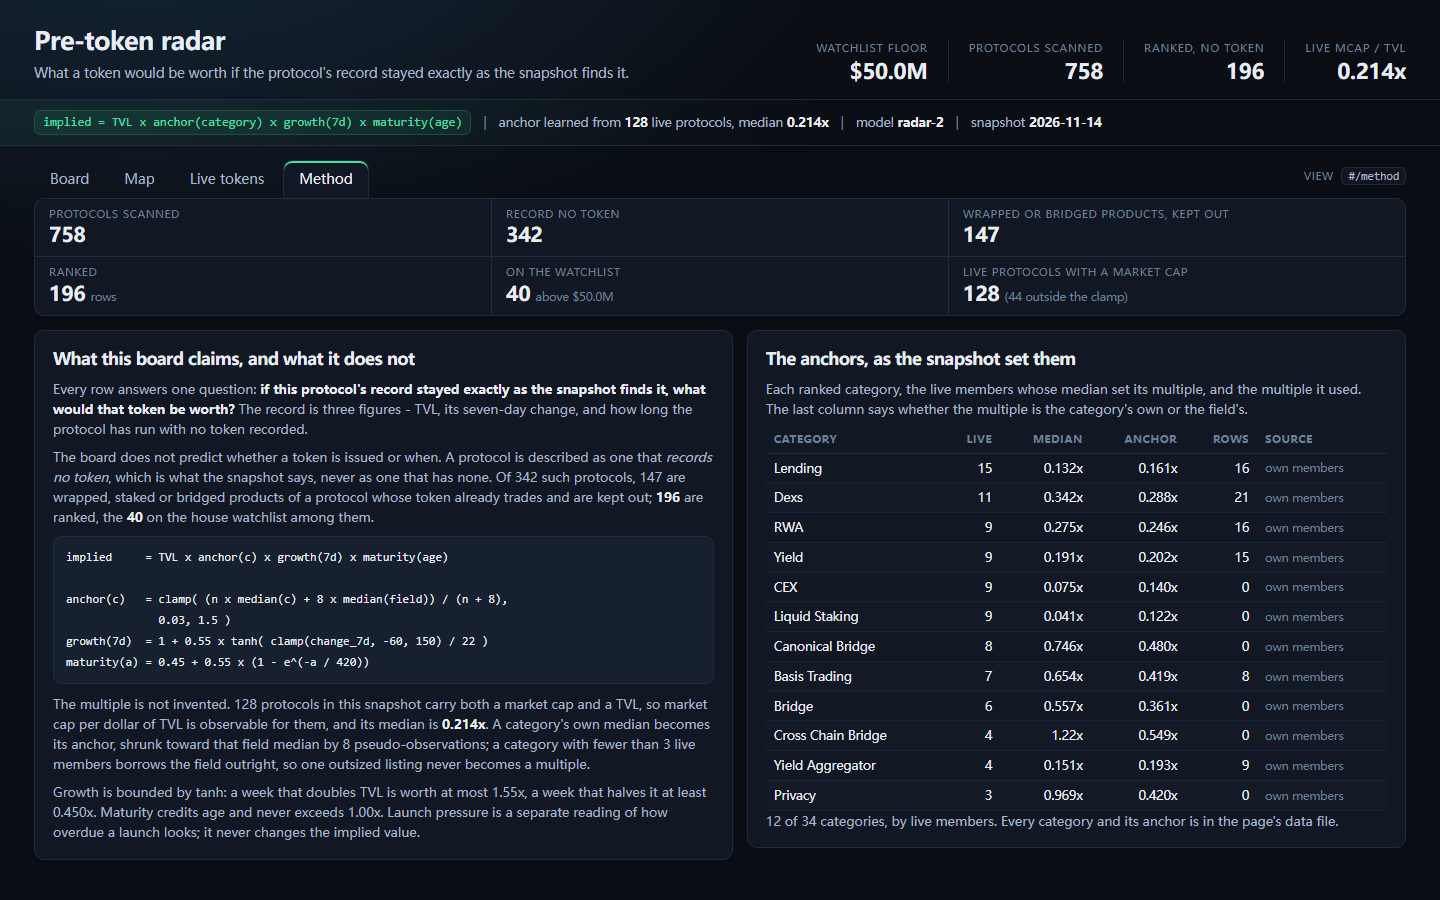 Pre-token radar
What a token would be worth if the protocol's record stayed exactly as the snapshot finds it.
WATCHLIST FLOOR
$50.0M
PROTOCOLS SCANNED
758
RANKED, NO TOKEN
196
LIVE MCAP / TVL
0.214x
implied = TVL x anchor(category) x growth(7d) x maturity(age) | anchor learned from 128 live protocols, median 0.214x | model radar-2 | snapshot 2026-11-14
Board Map Live tokens Method
VIEW #/method
PROTOCOLS SCANNED
758
RECORD NO TOKEN
342
WRAPPED OR BRIDGED PRODUCTS, KEPT OUT
147
RANKED
196 rows
ON THE WATCHLIST
40 above $50.0M
LIVE PROTOCOLS WITH A MARKET CAP
128 (44 outside the clamp)
What this board claims, and what it does not
Every row answers one question: if this protocol's record stayed exactly as the snapshot finds it, what
would that token be worth? The record is three figures - TVL, its seven-day change, and how long the
protocol has run with no token recorded.
The board does not predict whether a token is issued or when. A protocol is described as one that records
no token, which is what the snapshot says, never as one that has none. Of 342 such protocols, 147 are
wrapped, staked or bridged products of a protocol whose token already trades and are kept out; 196 are
ranked, the 40 on the house watchlist among them.
implied = TVL x anchor(c) x growth(7d) x maturity(age)
anchor(c) = clamp( (n x median(c) + 8 x median(field)) / (n + 8),
0.03, 1.5 )
growth(7d) = 1 + 0.55 x tanh( clamp(change_7d, -60, 150) / 22 )
maturity(a) = 0.45 + 0.55 x (1 - e^(-a / 420))
The multiple is not invented. 128 protocols in this snapshot carry both a market cap and a TVL, so market
cap per dollar of TVL is observable for them, and its median is 0.214x. A category's own median becomes
its anchor, shrunk toward that field median by 8 pseudo-observations; a category with fewer than 3 live
members borrows the field outright, so one outsized listing never becomes a multiple.
Growth is bounded by tanh: a week that doubles TVL is worth at most 1.55x, a week that halves it at least
0.450x. Maturity credits age and never exceeds 1.00x. Launch pressure is a separate reading of how
overdue a launch looks; it never changes the implied value.
The anchors, as the snapshot set them
Each ranked category, the live members whose median set its multiple, and the multiple it used.
The last column says whether the multiple is the category's own or the field's.
CATEGORY LIVE MEDIAN ANCHOR ROWS SOURCE
Lending 15 0.132x 0.161x 16 own members
Dexs 11 0.342x 0.288x 21 own members
RWA 9 0.275x 0.246x 16 own members
Yield 9 0.191x 0.202x 15 own members
CEX 9 0.075x 0.140x 0 own members
Liquid Staking 9 0.041x 0.122x 0 own members
Canonical Bridge 8 0.746x 0.480x 0 own members
Basis Trading 7 0.654x 0.419x 8 own members
Bridge 6 0.557x 0.361x 0 own members
Cross Chain Bridge 4 1.22x 0.549x 0 own members
Yield Aggregator 4 0.151x 0.193x 9 own members
Privacy 3 0.969x 0.420x 0 own members
12 of 34 categories, by live members. Every category and its anchor is in the page's data file.